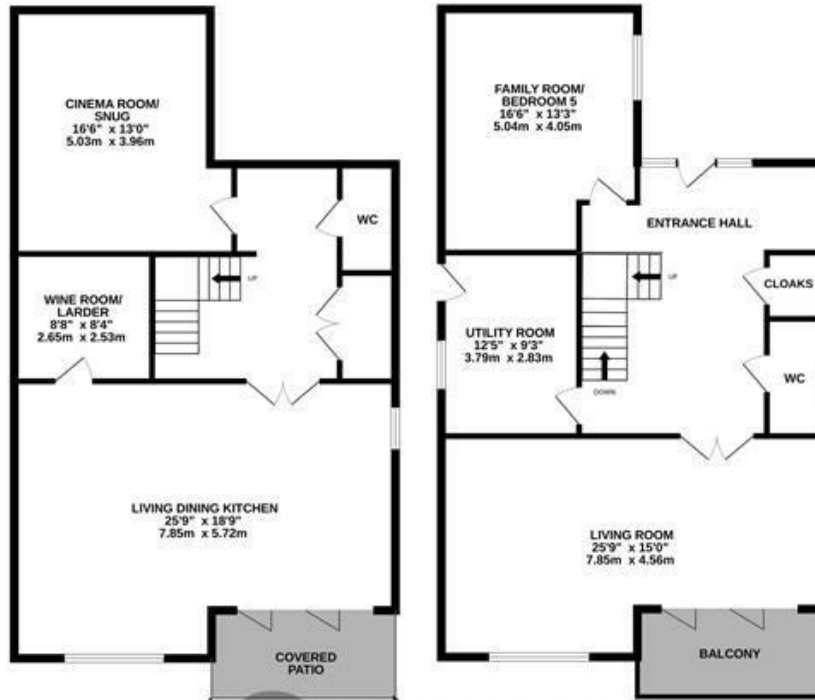 CINEMA ROOM/
SNUG
16'6" x 13'0"
5.03m x 3.96m
WC
UP
WINE ROOM/
LARDER
8'8" x 8'4"
2.65m x 2.53m
LIVING DINING KITCHEN
25'9" x 18'9"
7.85m x 5.72m
COVERED
PATIO
FAMILY ROOM/
BEDROOM 5
16'6" x 13'3"
5.04m x 4.05m
ENTRANCE HALL
UP
CLOAKS
UTILITY ROOM
12'5" x 9'3"
3.79m x 2.83m
DOWN
WC
LIVING ROOM
25'9" x 15'0"
7.85m x 4.56m
BALCONY